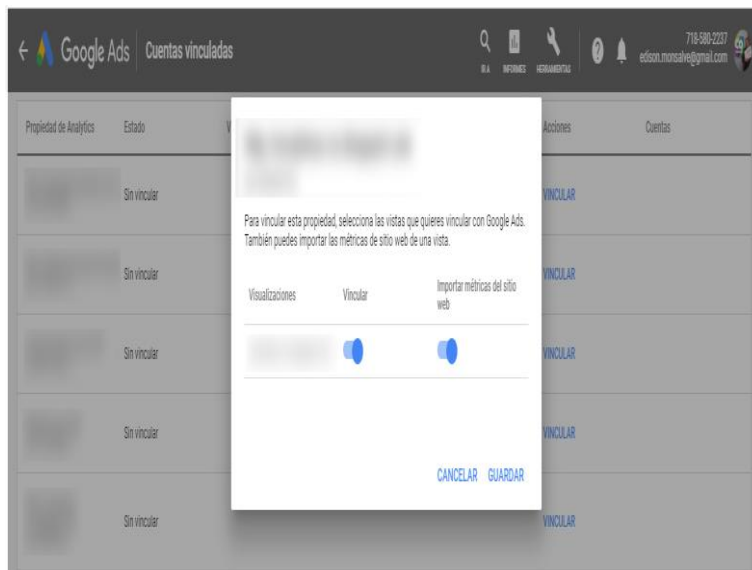 Google Ads
Cuentas vinculadas
IR A
INFORMES
HERRAMIENTAS
718-580-2237
edison.monsalve@gmail.com
Propiedad de Analytics
Estado
V
Acciones
Cuentas
Sin vincular
VINCULAR
Sin vincular
VINCULAR
Sin vincular
VINCULAR
Sin vincular
VINCULAR
Sin vincular
VINCULAR
Para vincular esta propiedad, selecciona las vistas que quieres vincular con Google Ads.
También puedes importar las métricas de sitio web de una vista.
Visualizaciones
Vincular
Importar métricas del sitio
web
CANCELAR
GUARDAR